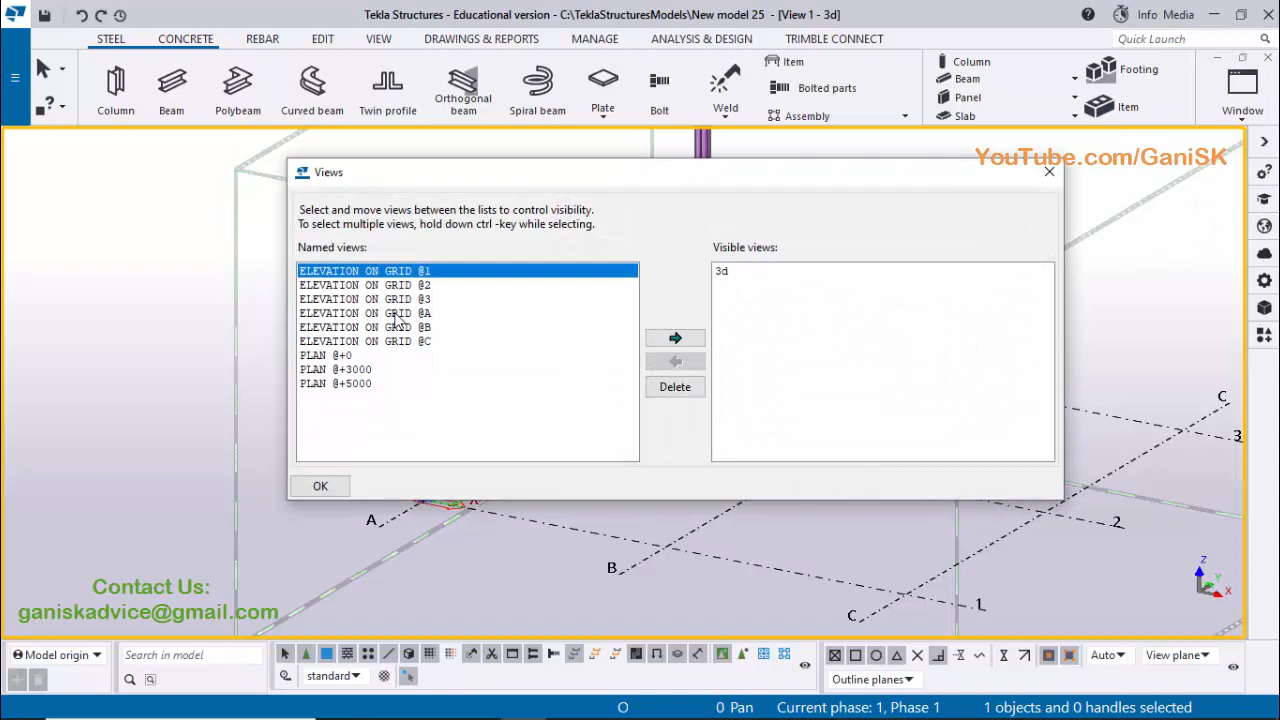 Tekla Structures - Educational version - C:\TeklaStructuresModels\New model 25 - [View 1 - 3d]
Info Media
STEEL CONCRETE REBAR EDIT VIEW DRAWINGS & REPORTS MANAGE ANALYSIS & DESIGN TRIMBLE CONNECT Quick Launch
Column
Beam
Polybeam
Curved beam
Twin profile
Orthogonal
beam
Spiral beam
Plate
Bolt
Weld
Item
Bolted parts
Assembly
Column
Beam
Panel
Slab
Footing
Item
Window
YouTube.com/GaniSK
Views
Select and move views between the lists to control visibility.
To select multiple views, hold down ctrl -key while selecting.
Named views:
Visible views:
ELEVATION ON GRID @1
ELEVATION ON GRID @2
ELEVATION ON GRID @3
ELEVATION ON GRID @A
ELEVATION ON GRID @B
ELEVATION ON GRID @C
PLAN @+0
PLAN @+3000
PLAN @+5000
3d
Delete
OK
C
3
2
A
X
B
1
C
Z
Y
X
Contact Us:
ganiskadvice@gmail.com
Model origin
Search in model
standard
Auto
View plane
Outline planes
O
0 Pan
Current phase: 1, Phase 1
1 objects and 0 handles selected